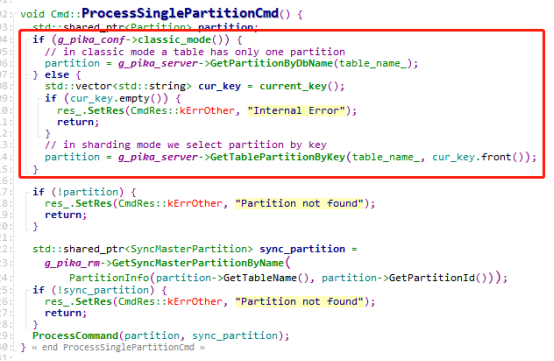 void Cmd::ProcessSinglePartitionCmd() {
std::shared_ptr<Partition> partition;
if (g_pika_conf->classic_mode()) {
// in classic mode a table has only one partition
partition = g_pika_server->GetPartitionByDbName(table_name_);
} else {
std::vector<std::string> cur_key = current_key();
if (cur_key.empty()) {
res_.SetRes(CmdRes::kErrOther, "Internal Error");
return;
}
// in sharding mode we select partition by key
partition = g_pika_server->GetTablePartitionByKey(table_name_, cur_key.front());
}
if (!partition) {
res_.SetRes(CmdRes::kErrOther, "Partition not found");
return;
}
std::shared_ptr<SyncMasterPartition> sync_partition =
g_pika_rm->GetSyncMasterPartitionByName(
PartitionInfo(partition->GetTableName(), partition->GetPartitionId()));
if (!sync_partition) {
res_.SetRes(CmdRes::kErrOther, "Partition not found");
return;
}
ProcessCommand(partition, sync_partition);
} « end ProcessSinglePartitionCmd »